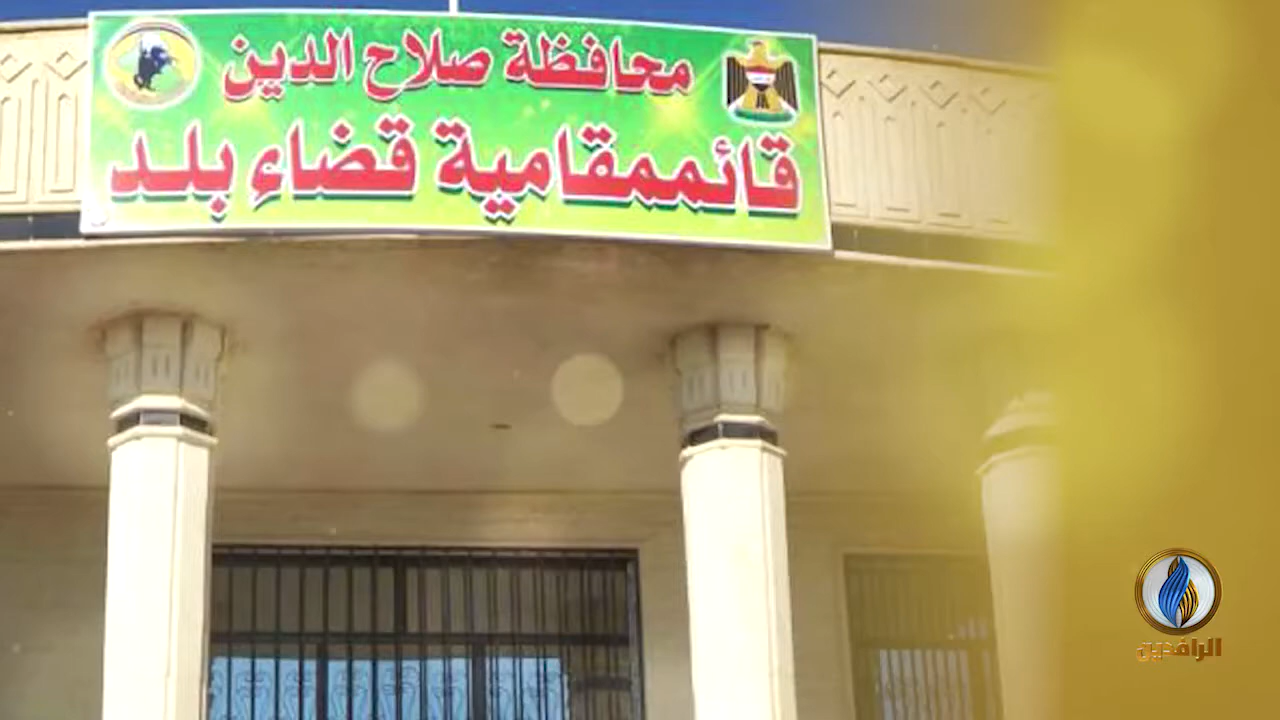 محافظة صلاح الدين
قائممقامية قضاء بلد
الرافدين